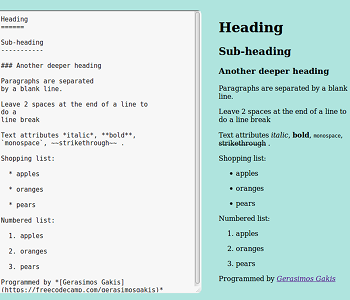 Heading
======
Sub-heading
-----------
### Another deeper heading
Paragraphs are separated
by a blank line.
Leave 2 spaces at the end of a line to
do a
line break
Text attributes *italic*, **bold**,
`monospace`, ~~strikethrough~~ .
Shopping list:
* apples
* oranges
* pears
Numbered list:
1. apples
2. oranges
3. pears
Programmed by *[Gerasimos Gakis]
(https://freecodecamp.com/gerasimosgakis)*
Heading
Sub-heading
Another deeper heading
Paragraphs are separated by a blank
line.
Leave 2 spaces at the end of a line to
do a line break
Text attributes italic, bold, monospace,
strikethrough .
Shopping list:
• apples
• oranges
• pears
Numbered list:
1. apples
2. oranges
3. pears
Programmed by Gerasimos Gakis